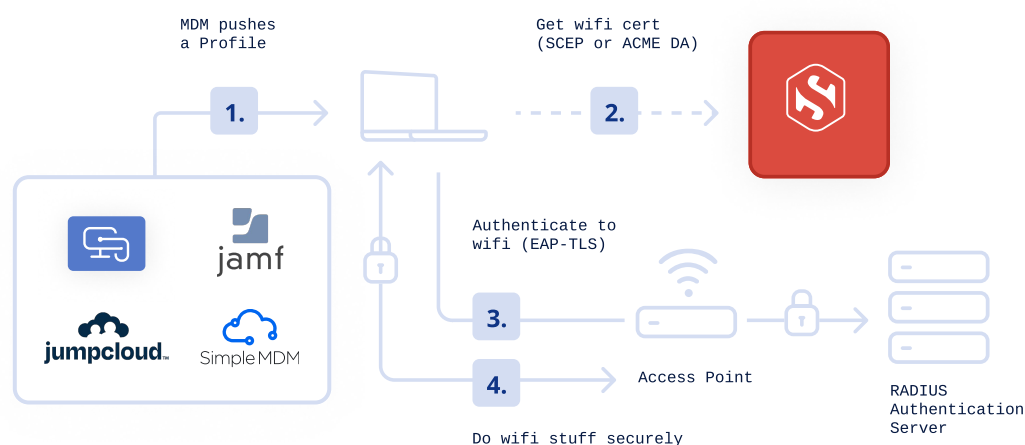 MDM pushes
a Profile
Get wifi cert
(SCEP or ACME DA)
1.
2.
jamf
jumpcloud™
SimpleMDM
Authenticate to
wifi (EAP-TLS)
3.
4.
Access Point
RADIUS
Authentication
Server
Do wifi stuff securely